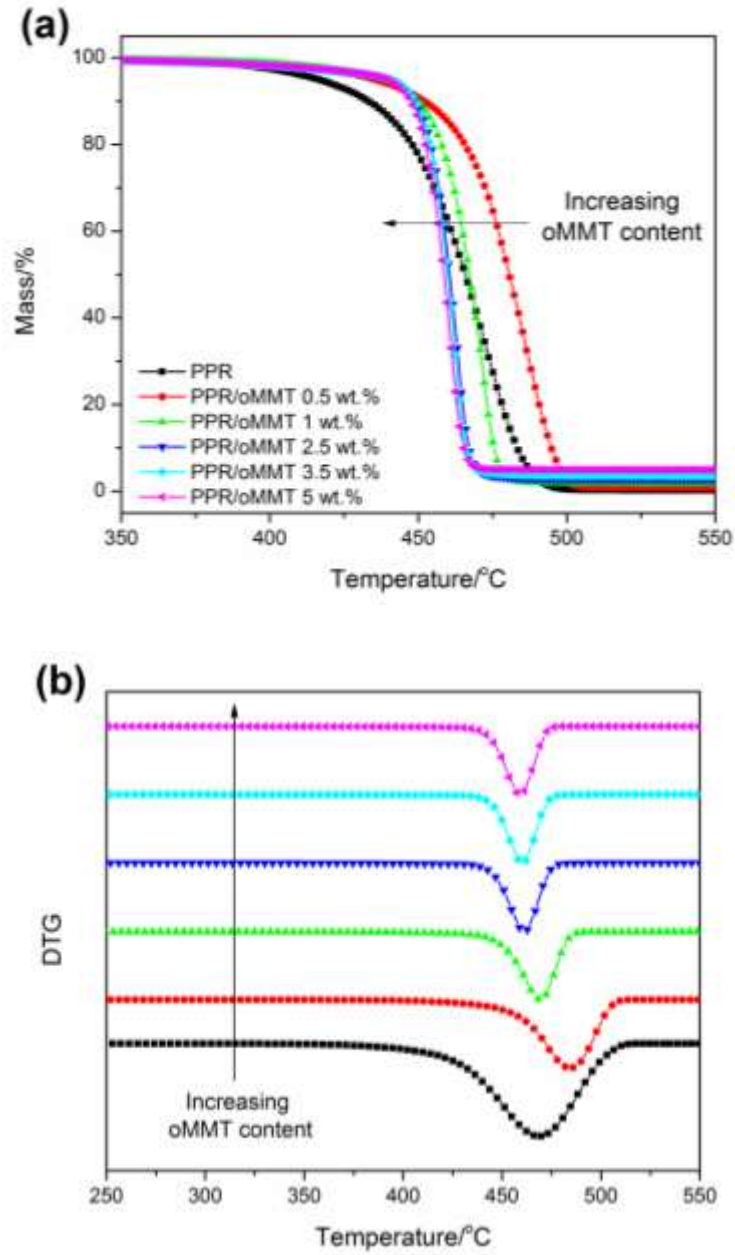 (a)
100
80
60
40
20
0
Mass/%
Increasing
oMMT content
PPR
PPR/oMMT 0.5 wt.%
PPR/oMMT 1 wt.%
PPR/oMMT 2.5 wt.%
PPR/oMMT 3.5 wt.%
PPR/oMMT 5 wt.%
350 400 450 500 550
Temperature/°C
(b)
DTG
Increasing
oMMT content
250 300 350 400 450 500 550
Temperature/°C